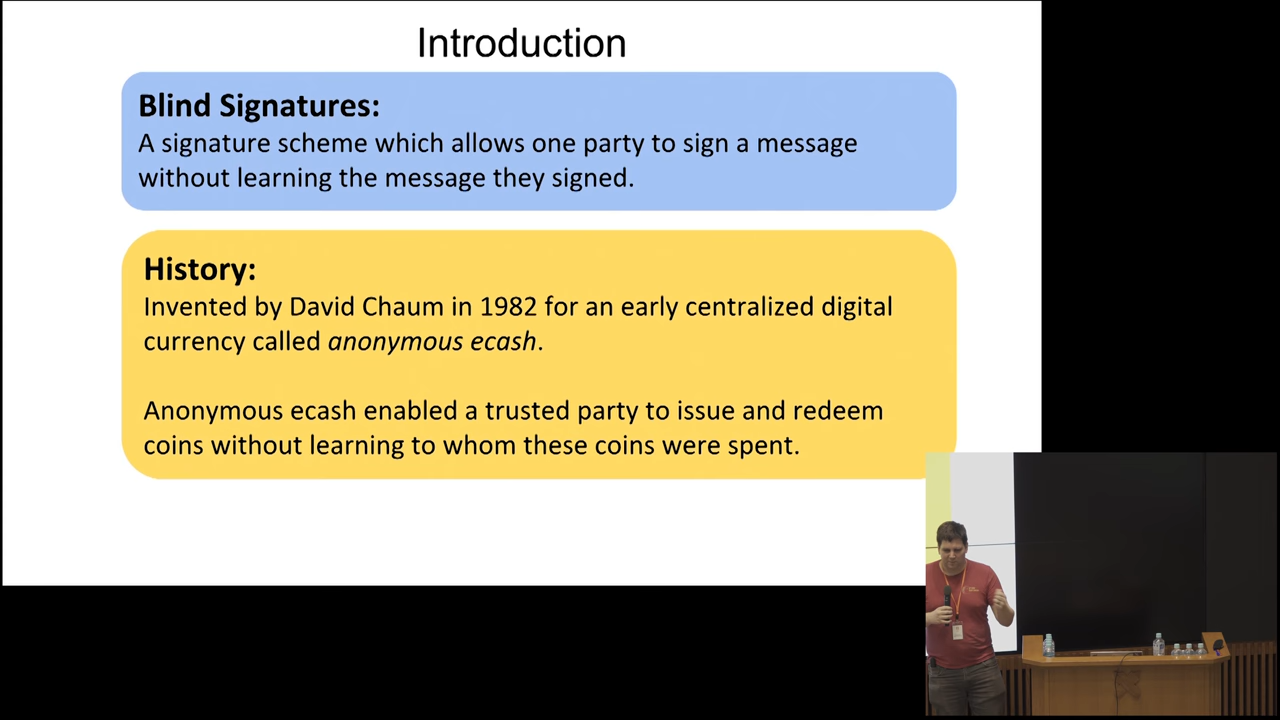 Introduction
Blind Signatures:
A signature scheme which allows one party to sign a message
without learning the message they signed.
History:
Invented by David Chaum in 1982 for an early centralized digital
currency called anonymous ecash.
Anonymous ecash enabled a trusted party to issue and redeem
coins without learning to whom these coins were spent.